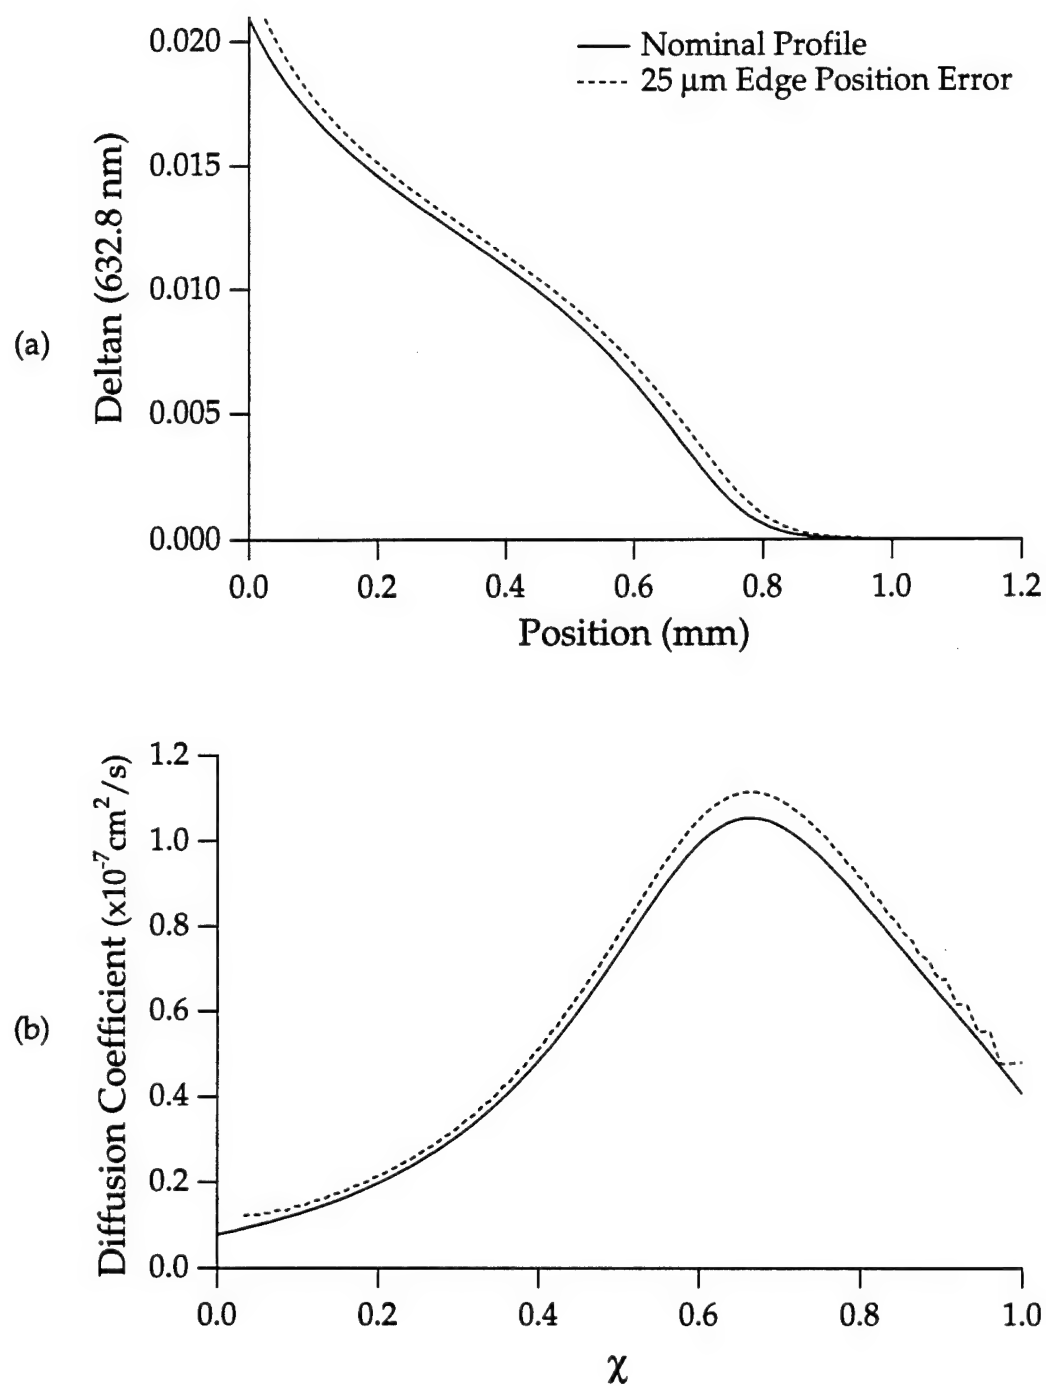 Nominal Profile
25 µm Edge Position Error
(a)
Deltan (632.8 nm)
0.020
0.015
0.010
0.005
0.000
0.0 0.2 0.4 0.6 0.8 1.0 1.2
Position (mm)
(b)
Diffusion Coefficient (x10⁻⁷cm²/s)
1.2
1.0
0.8
0.6
0.4
0.2
0.0
0.0 0.2 0.4 0.6 0.8 1.0
χ